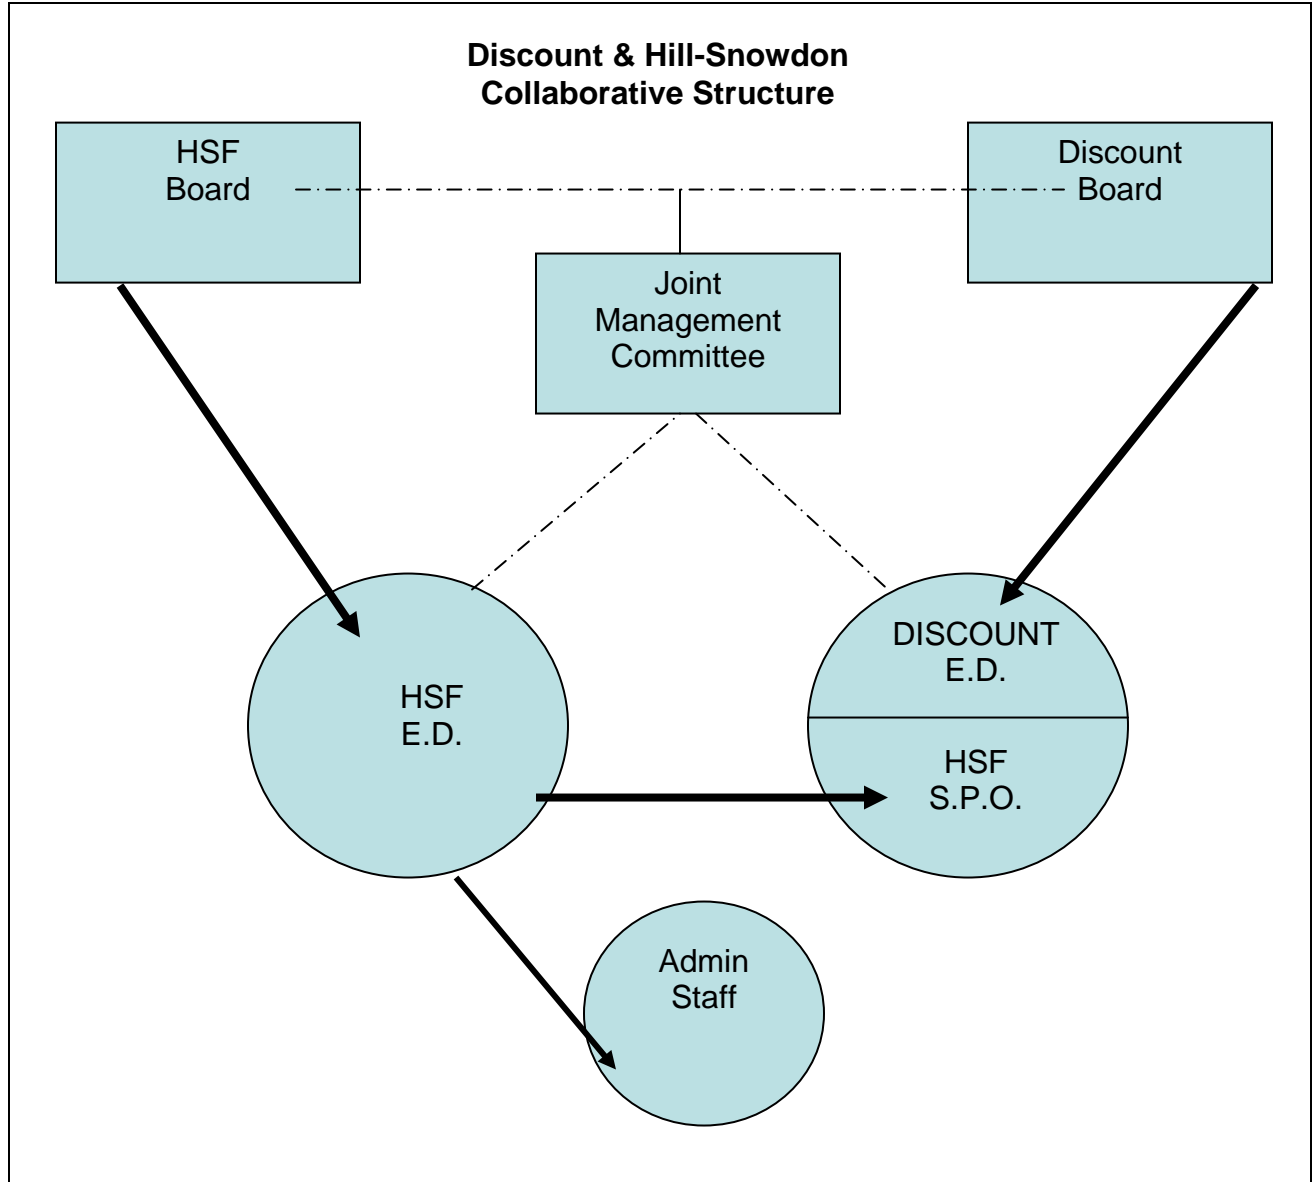 Discount & Hill-Snowdon
Collaborative Structure
HSF
Board
Discount
Board
Joint
Management
Committee
DISCOUNT
E.D.
HSF
E.D.
HSF
S.P.O.
Admin
Staff